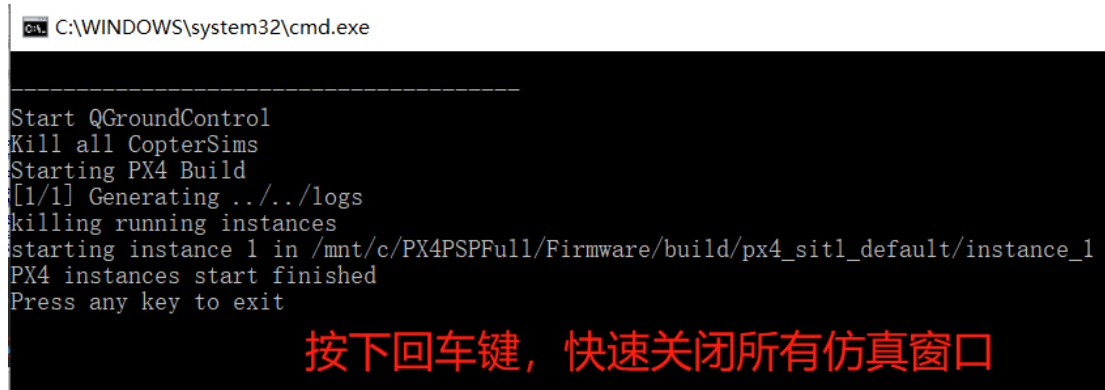 C:\WINDOWS\system32\cmd.exe
---------------------------------------
Start QGroundControl
Kill all CopterSims
Starting PX4 Build
[1/1] Generating ../../logs
killing running instances
starting instance 1 in /mnt/c/PX4PSPFull/Firmware/build/px4_sitl_default/instance_1
PX4 instances start finished
Press any key to exit
按下回车键，快速关闭所有仿真窗口